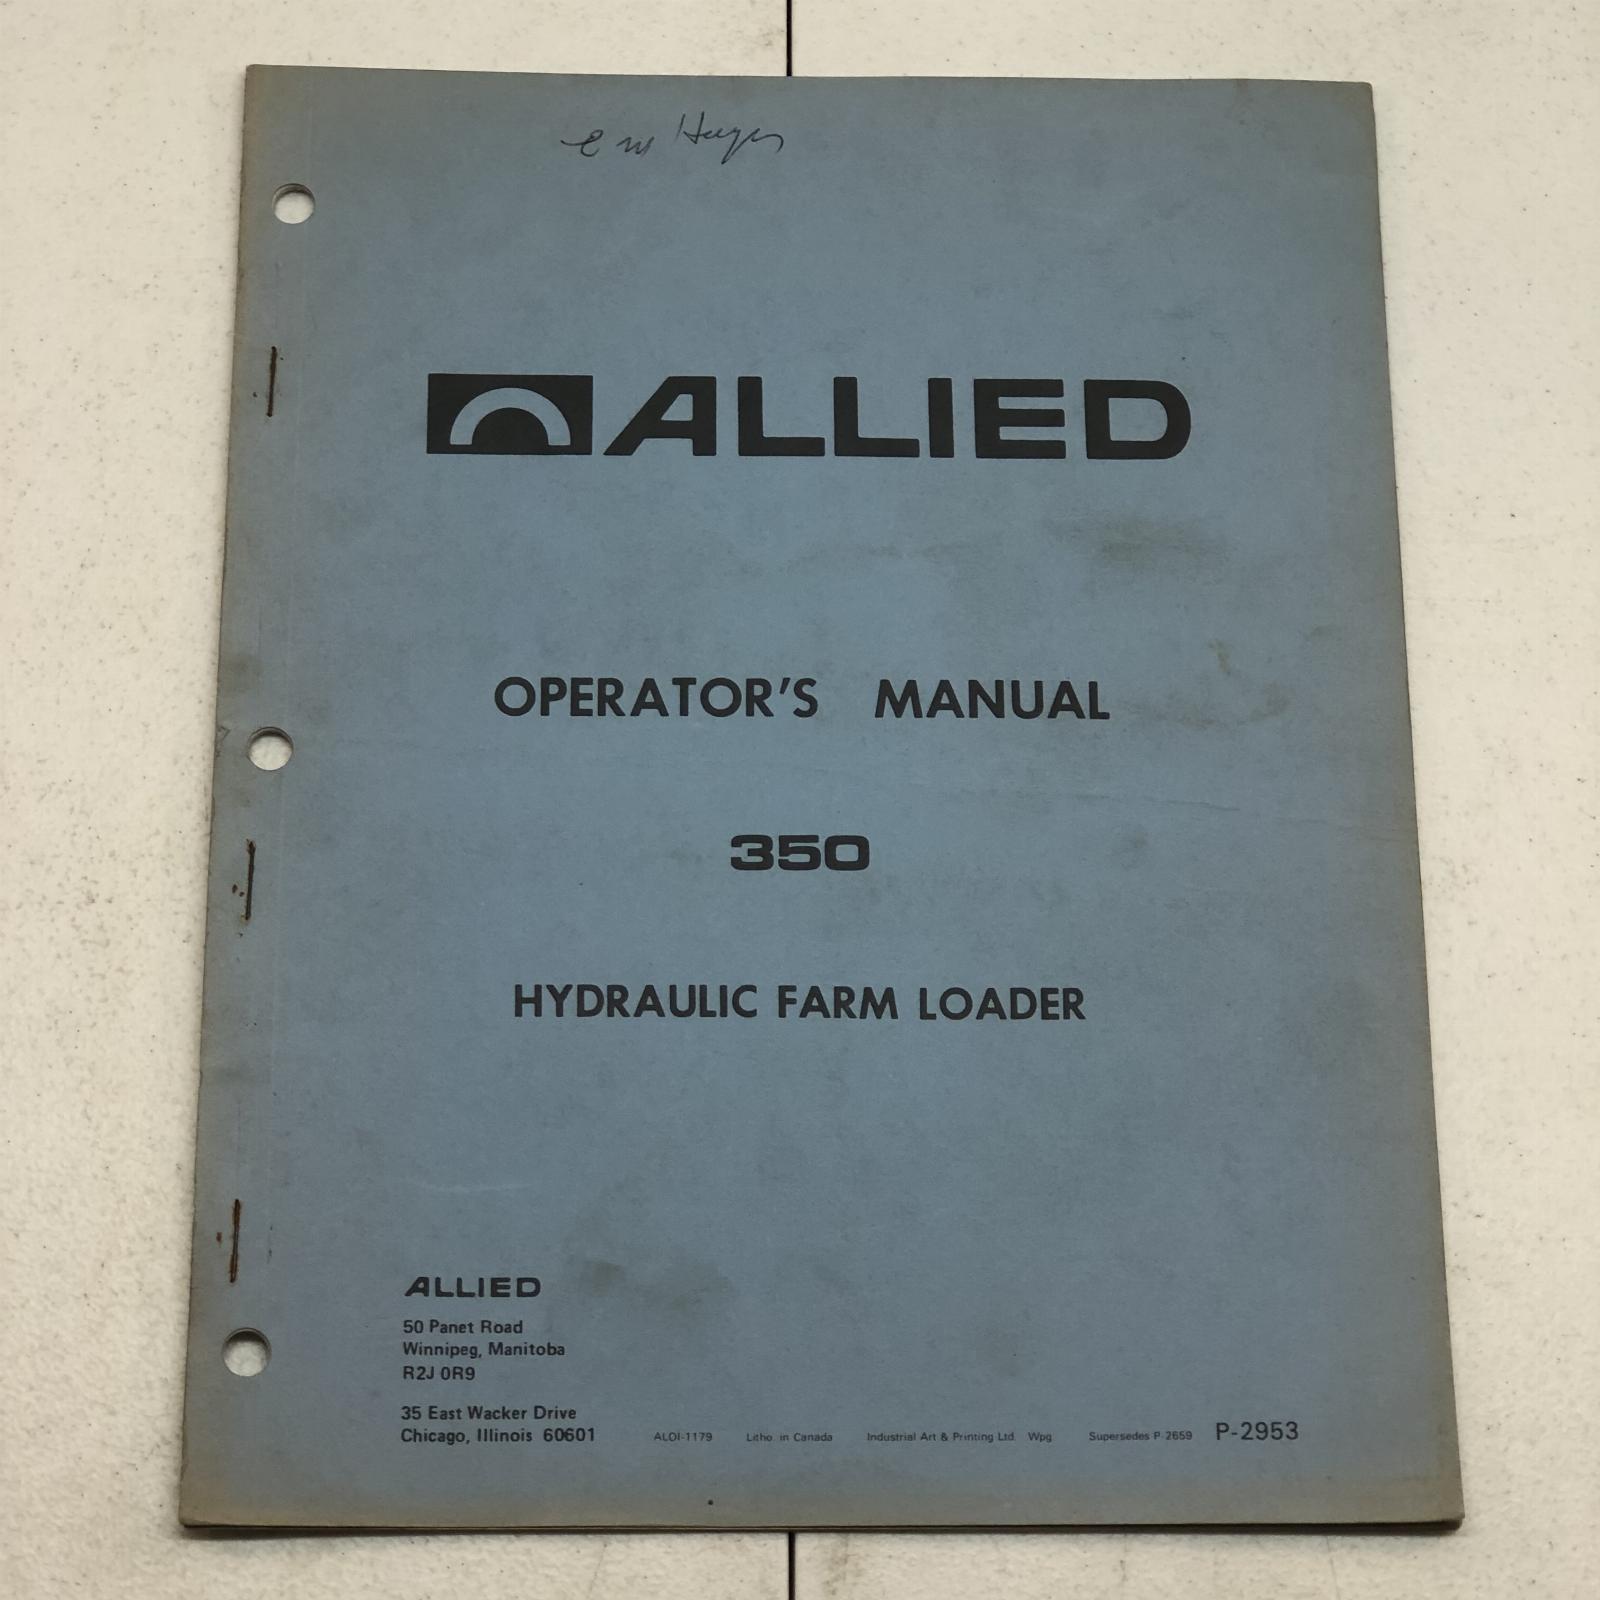 ALLIED
OPERATOR'S MANUAL
350
HYDRAULIC FARM LOADER
ALLIED
50 Panet Road
Winnipeg, Manitoba
R2J 0R9
35 East Wacker Drive
Chicago, Illinois 60601
ALOI-1179 Litho. in Canada Industrial Art & Printing Ltd. Wpg Supersedes P-2659 P-2953